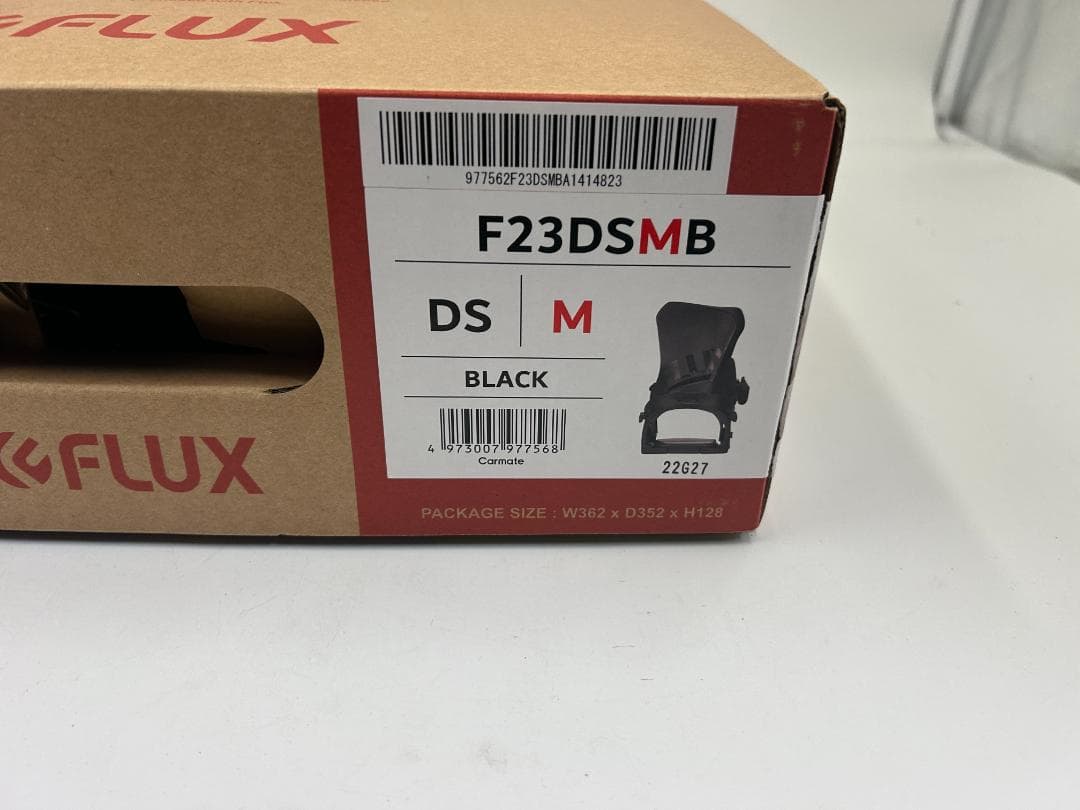 FLUX
977562F23DSMBA1414823
F23DSMB
DS M
BLACK
4 973007 977568
Carmate
22G27
FLUX
PACKAGE SIZE : W362 x D352 x H128